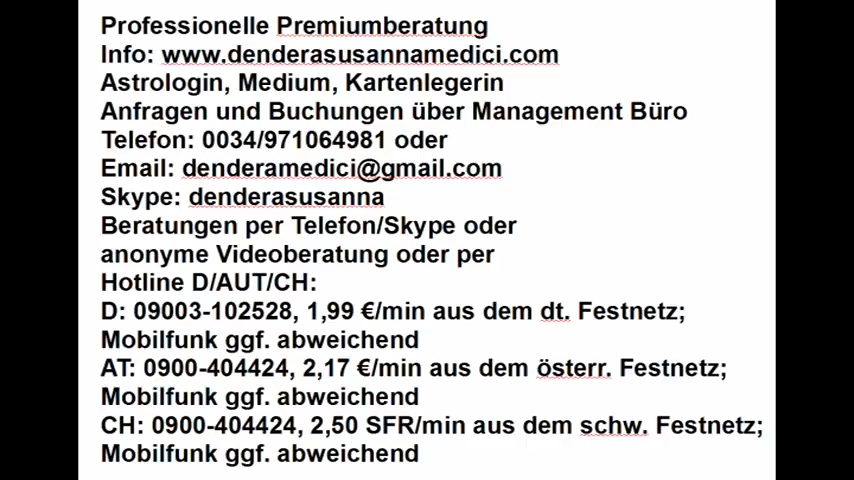 Professionelle Premiumberatung
Info: www.denderasusannamedici.com
Astrologin, Medium, Kartenlegerin
Anfragen und Buchungen über Management Büro
Telefon: 0034/971064981 oder
Email: denderamedici@gmail.com
Skype: denderasusanna
Beratungen per Telefon/Skype oder
anonyme Videoberatung oder per
Hotline D/AUT/CH:
D: 09003-102528, 1,99 €/min aus dem dt. Festnetz;
Mobilfunk ggf. abweichend
AT: 0900-404424, 2,17 €/min aus dem österr. Festnetz;
Mobilfunk ggf. abweichend
CH: 0900-404424, 2,50 SFR/min aus dem schw. Festnetz;
Mobilfunk ggf. abweichend